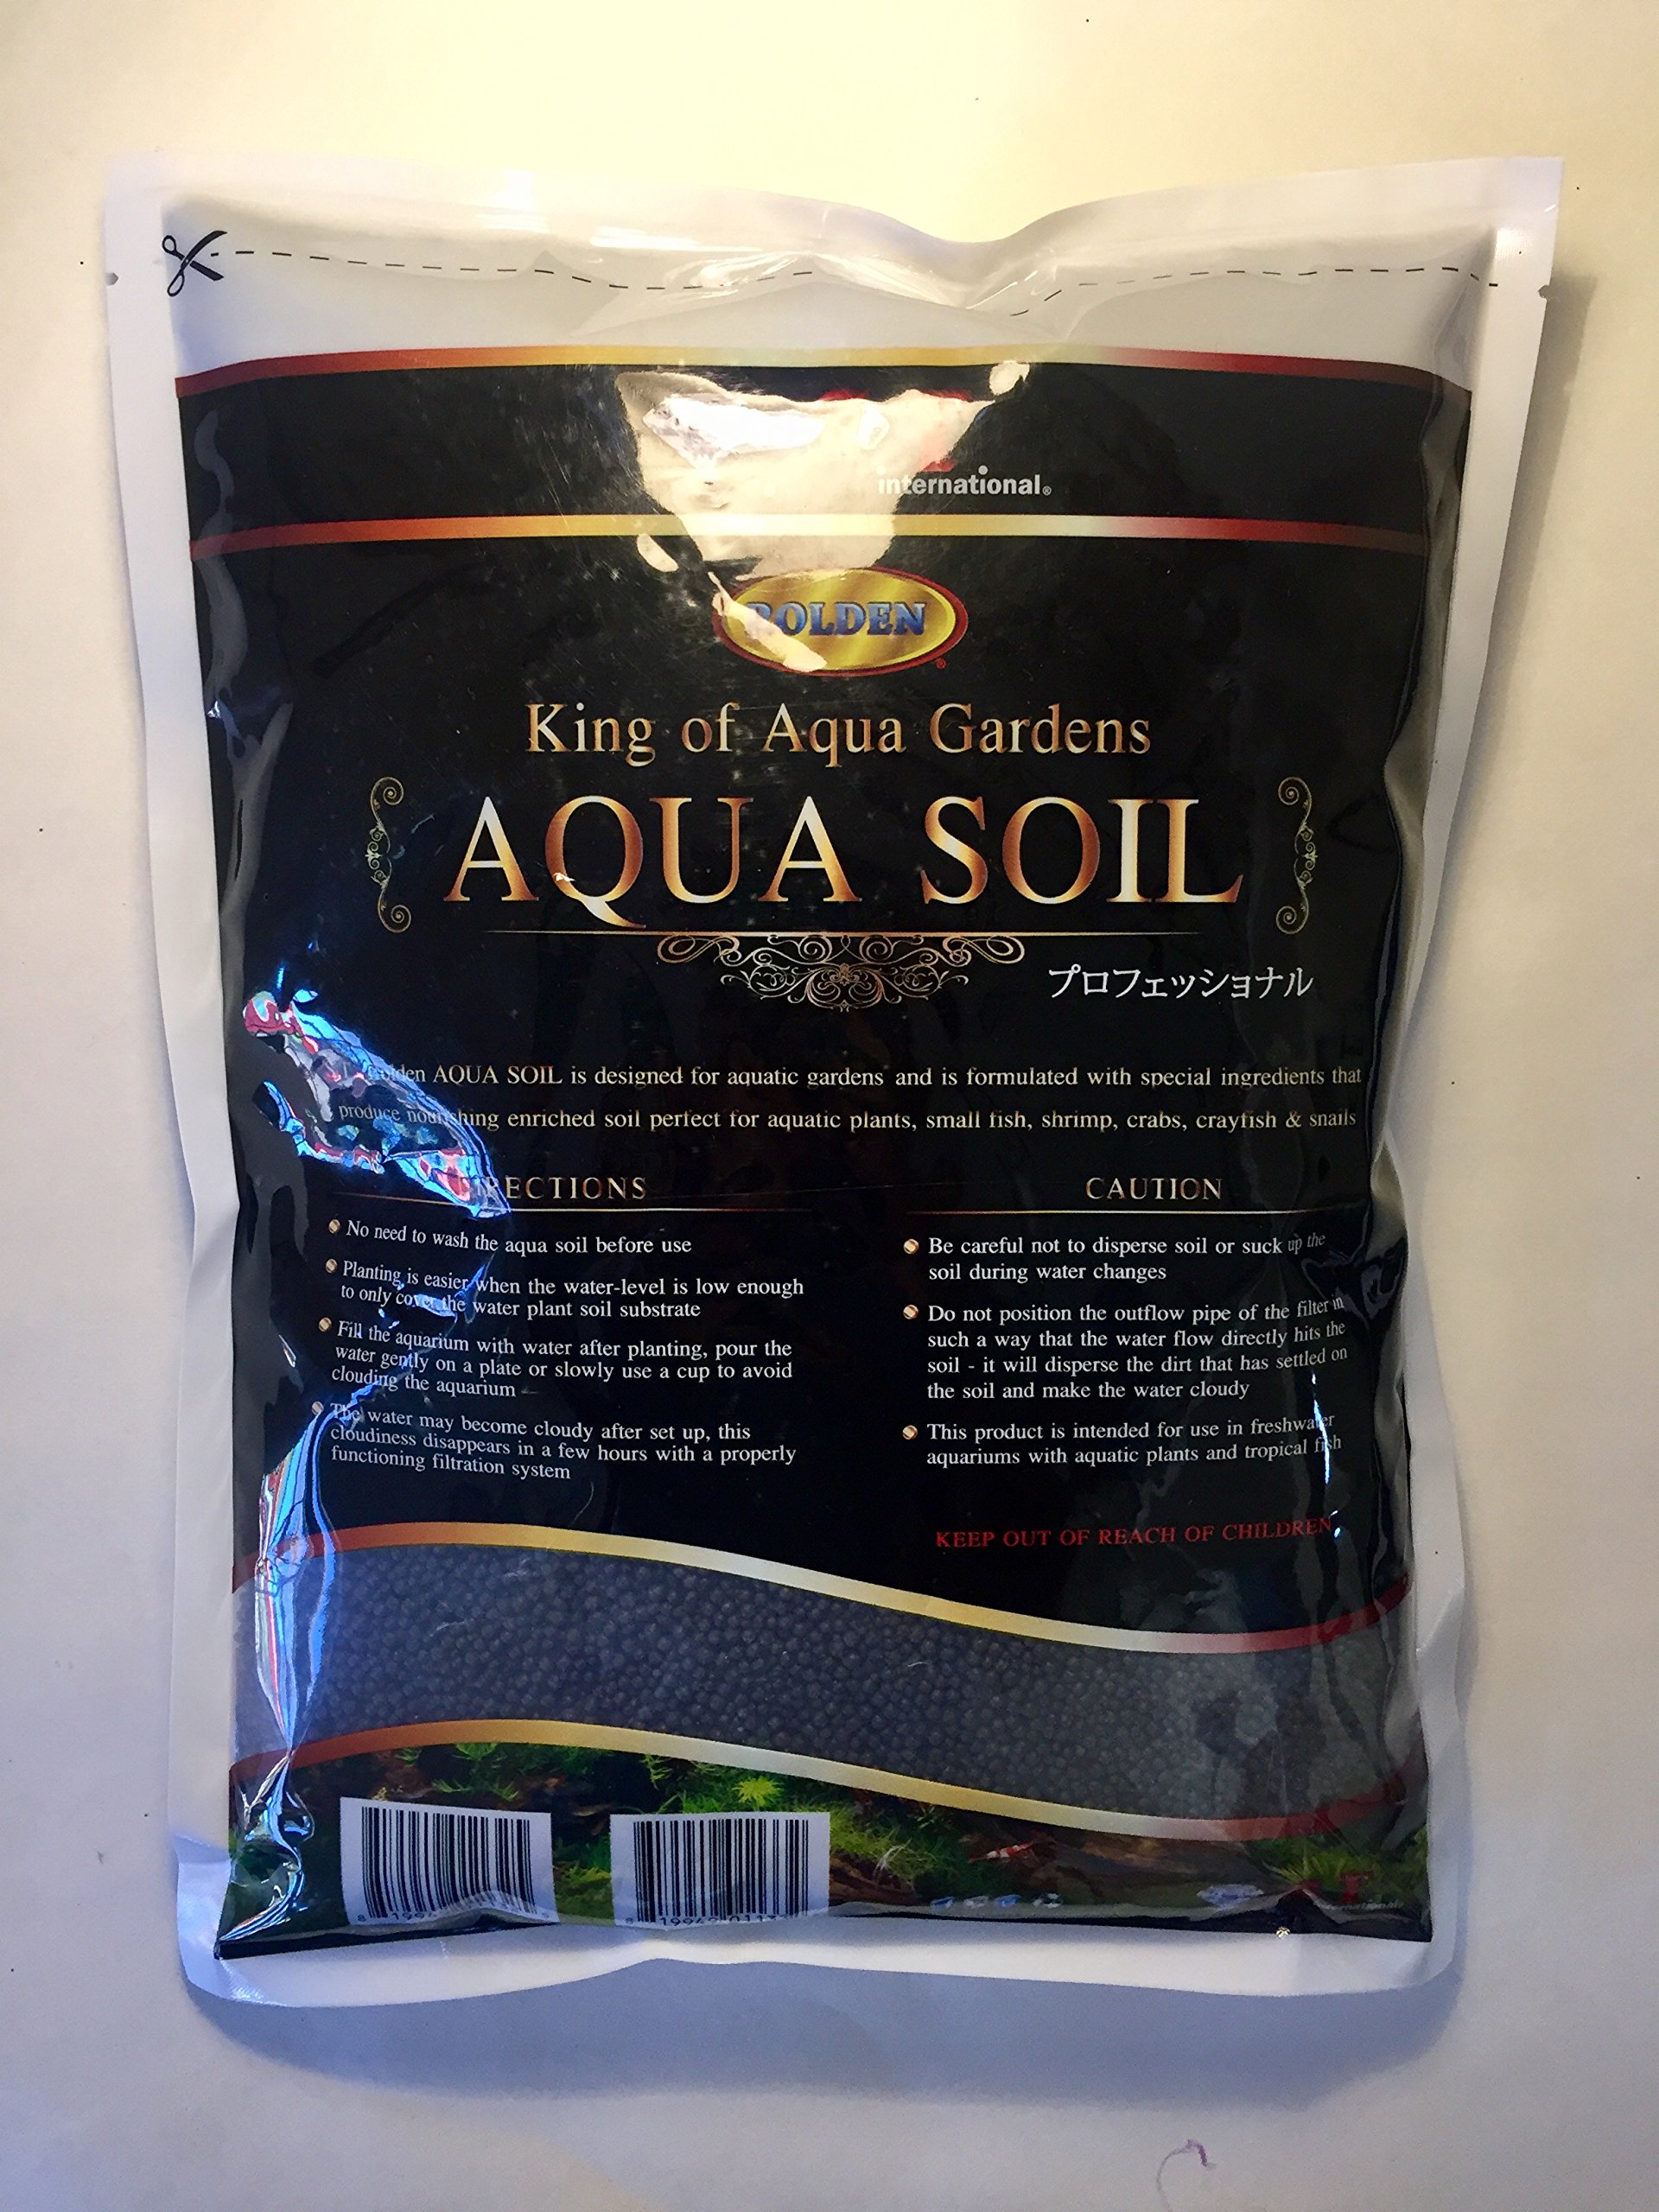 international®
King of Aqua Gardens
AQUA SOIL
プロフェッショナル
AQUA SOIL is designed for aquatic gardens and is formulated with special ingredients that
produce nourishing enriched soil perfect for aquatic plants, small fish, shrimp, crabs, crayfish & snails
DIRECTIONS
No need to wash the aqua soil before use
Planting is easier when the water-level is low enough
to only cover the water plant soil substrate
Fill the aquarium with water after planting, pour the
water gently on a plate or slowly use a cup to avoid
clouding the aquarium
The water may become cloudy after set up, this
cloudiness disappears in a few hours with a properly
functioning filtration system
CAUTION
Be careful not to disperse soil or suck up the
soil during water changes
Do not position the outflow pipe of the filter in
such a way that the water flow directly hits the
soil - it will disperse the dirt that has settled on
the soil and make the water cloudy
This product is intended for use in freshwater
aquariums with aquatic plants and tropical fish
KEEP OUT OF REACH OF CHILDREN